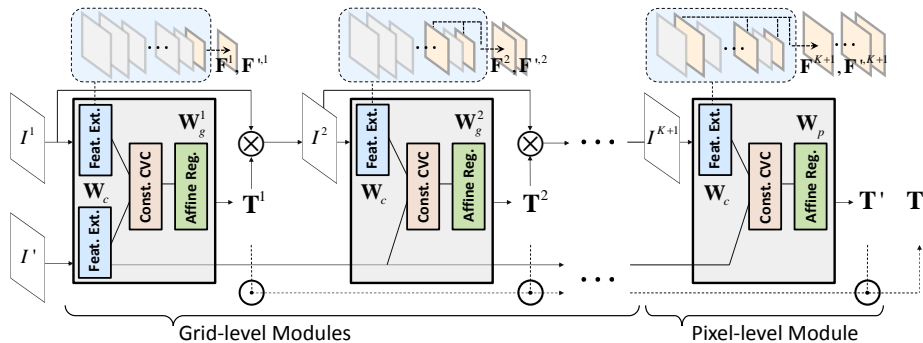 F¹, F',¹
F², F',²
F^{K+1}, F'^{,K+1}
I¹
Feat. Ext.
W_c
Const. CVC
Affine Reg.
W_g¹
T¹
I²
Feat. Ext.
W_c
Const. CVC
Affine Reg.
W_g²
T²
I^{K+1}
Feat. Ext.
W_c
Const. CVC
Affine Reg.
W_p
T'
T
I'
Feat. Ext.
Grid-level Modules
Pixel-level Module